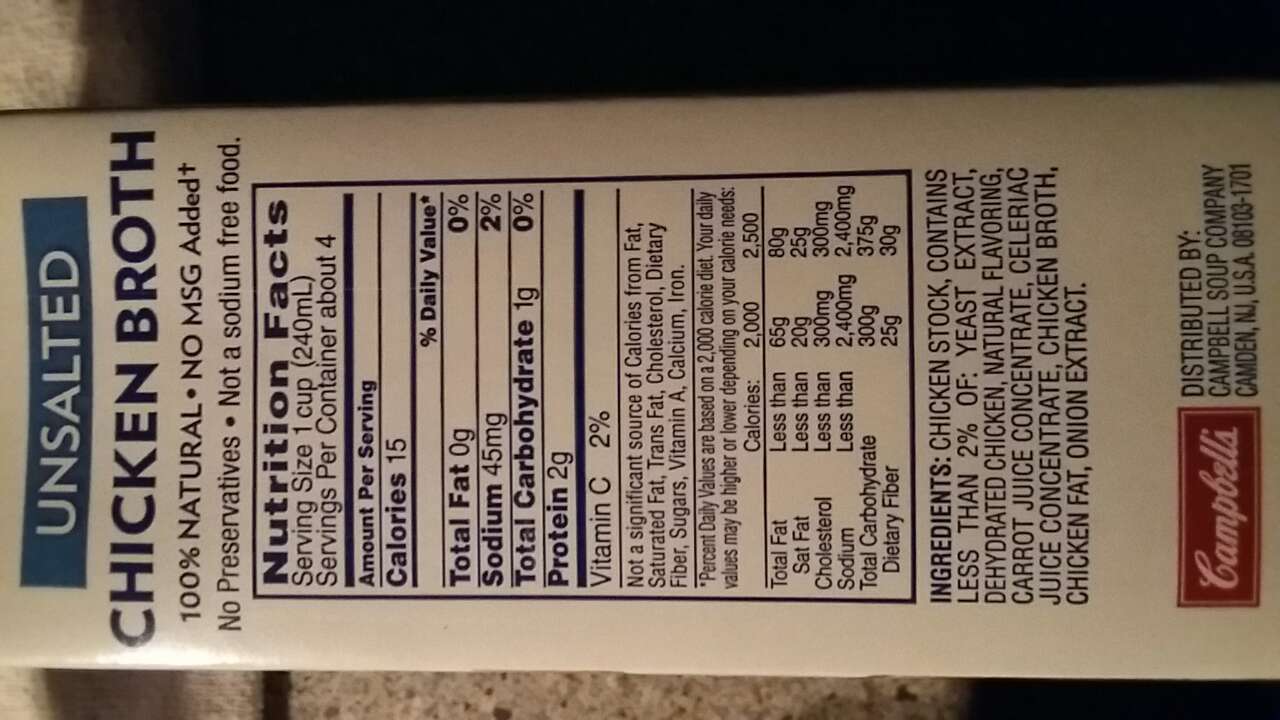 UNSALTED
CHICKEN BROTH
100% NATURAL • NO MSG Added†
No Preservatives • Not a sodium free food.
Nutrition Facts
Serving Size 1 cup (240mL)
Servings Per Container about 4
Amount Per Serving
Calories 15
% Daily Value*
Total Fat 0g 0%
Sodium 45mg 2%
Total Carbohydrate 1g 0%
Protein 2g
Vitamin C 2%
Not a significant source of Calories from Fat,
Saturated Fat, Trans Fat, Cholesterol, Dietary
Fiber, Sugars, Vitamin A, Calcium, Iron.
*Percent Daily Values are based on a 2,000 calorie diet. Your daily
values may be higher or lower depending on your calorie needs:
Calories: 2,000 2,500
Total Fat Less than 65g 80g
Sat Fat Less than 20g 25g
Cholesterol Less than 300mg 300mg
Sodium Less than 2,400mg 2,400mg
Total Carbohydrate 300g 375g
Dietary Fiber 25g 30g
INGREDIENTS: CHICKEN STOCK, CONTAINS
LESS THAN 2% OF: YEAST EXTRACT,
DEHYDRATED CHICKEN, NATURAL FLAVORING,
CARROT JUICE CONCENTRATE, CELERIAC
JUICE CONCENTRATE, CHICKEN BROTH,
CHICKEN FAT, ONION EXTRACT.
Campbell's
DISTRIBUTED BY:
CAMPBELL SOUP COMPANY
CAMDEN, NJ, U.S.A. 08103-1701